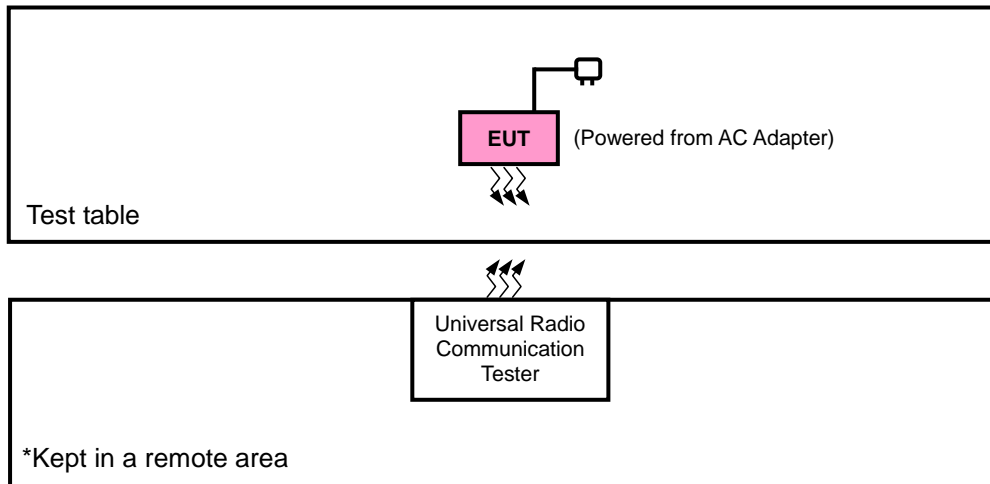 EUT
(Powered from AC Adapter)
Test table
Universal Radio
Communication
Tester
*Kept in a remote area